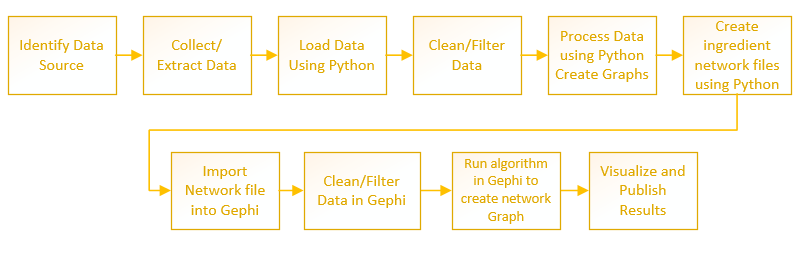 Identify Data
Source
Collect/
Extract Data
Load Data
Using Python
Clean/Filter
Data
Process Data
using Python
Create Graphs
Create
ingredient
network files
using Python
Import
Network file
into Gephi
Clean/Filter
Data in Gephi
Run algorithm
in Gephi to
create network
Graph
Visualize and
Publish
Results